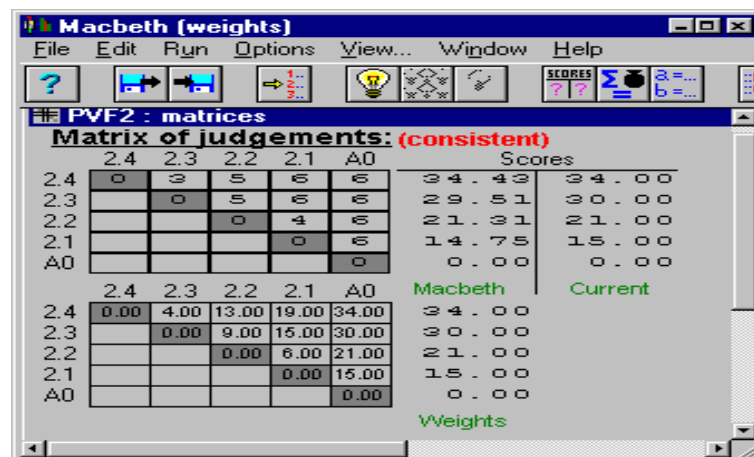 Macbeth (weights)
File Edit Run Options View... Window Help
? 1.. 2.. 3.. SCORES ? ? Σ a =... b =...
PVF2 : matrices
Matrix of judgements: (consistent)
2.4 2.3 2.2 2.1 A0 Scores
2.4 0 3 5 6 6 34.43 34.00
2.3 0 5 6 6 29.51 30.00
2.2 0 4 6 21.31 21.00
2.1 0 6 14.75 15.00
A0 0 0.00 0.00
2.4 2.3 2.2 2.1 A0 Macbeth Current
2.4 0.00 4.00 13.00 19.00 34.00 34.00
2.3 0.00 9.00 15.00 30.00 30.00
2.2 0.00 6.00 21.00 21.00
2.1 0.00 15.00 15.00
A0 0.00 0.00
Weights